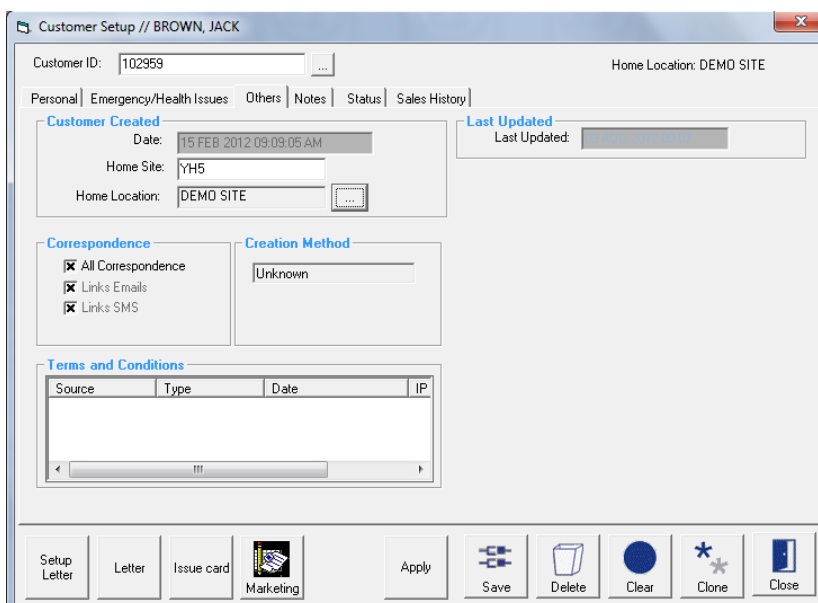 Customer Setup // BROWN, JACK
Customer ID: 102959 ... Home Location: DEMO SITE
Personal Emergency/Health Issues Others Notes Status Sales History
Customer Created
Date: 15 FEB 2012 09:09:05 AM
Home Site: YH5
Home Location: DEMO SITE ...
Last Updated
Last Updated:
Correspondence
All Correspondence
Links Emails
Links SMS
Creation Method
Unknown
Terms and Conditions
Source Type Date IP
Setup Letter
Letter
Issue card
Marketing
Apply
Save
Delete
Clear
Clone
Close